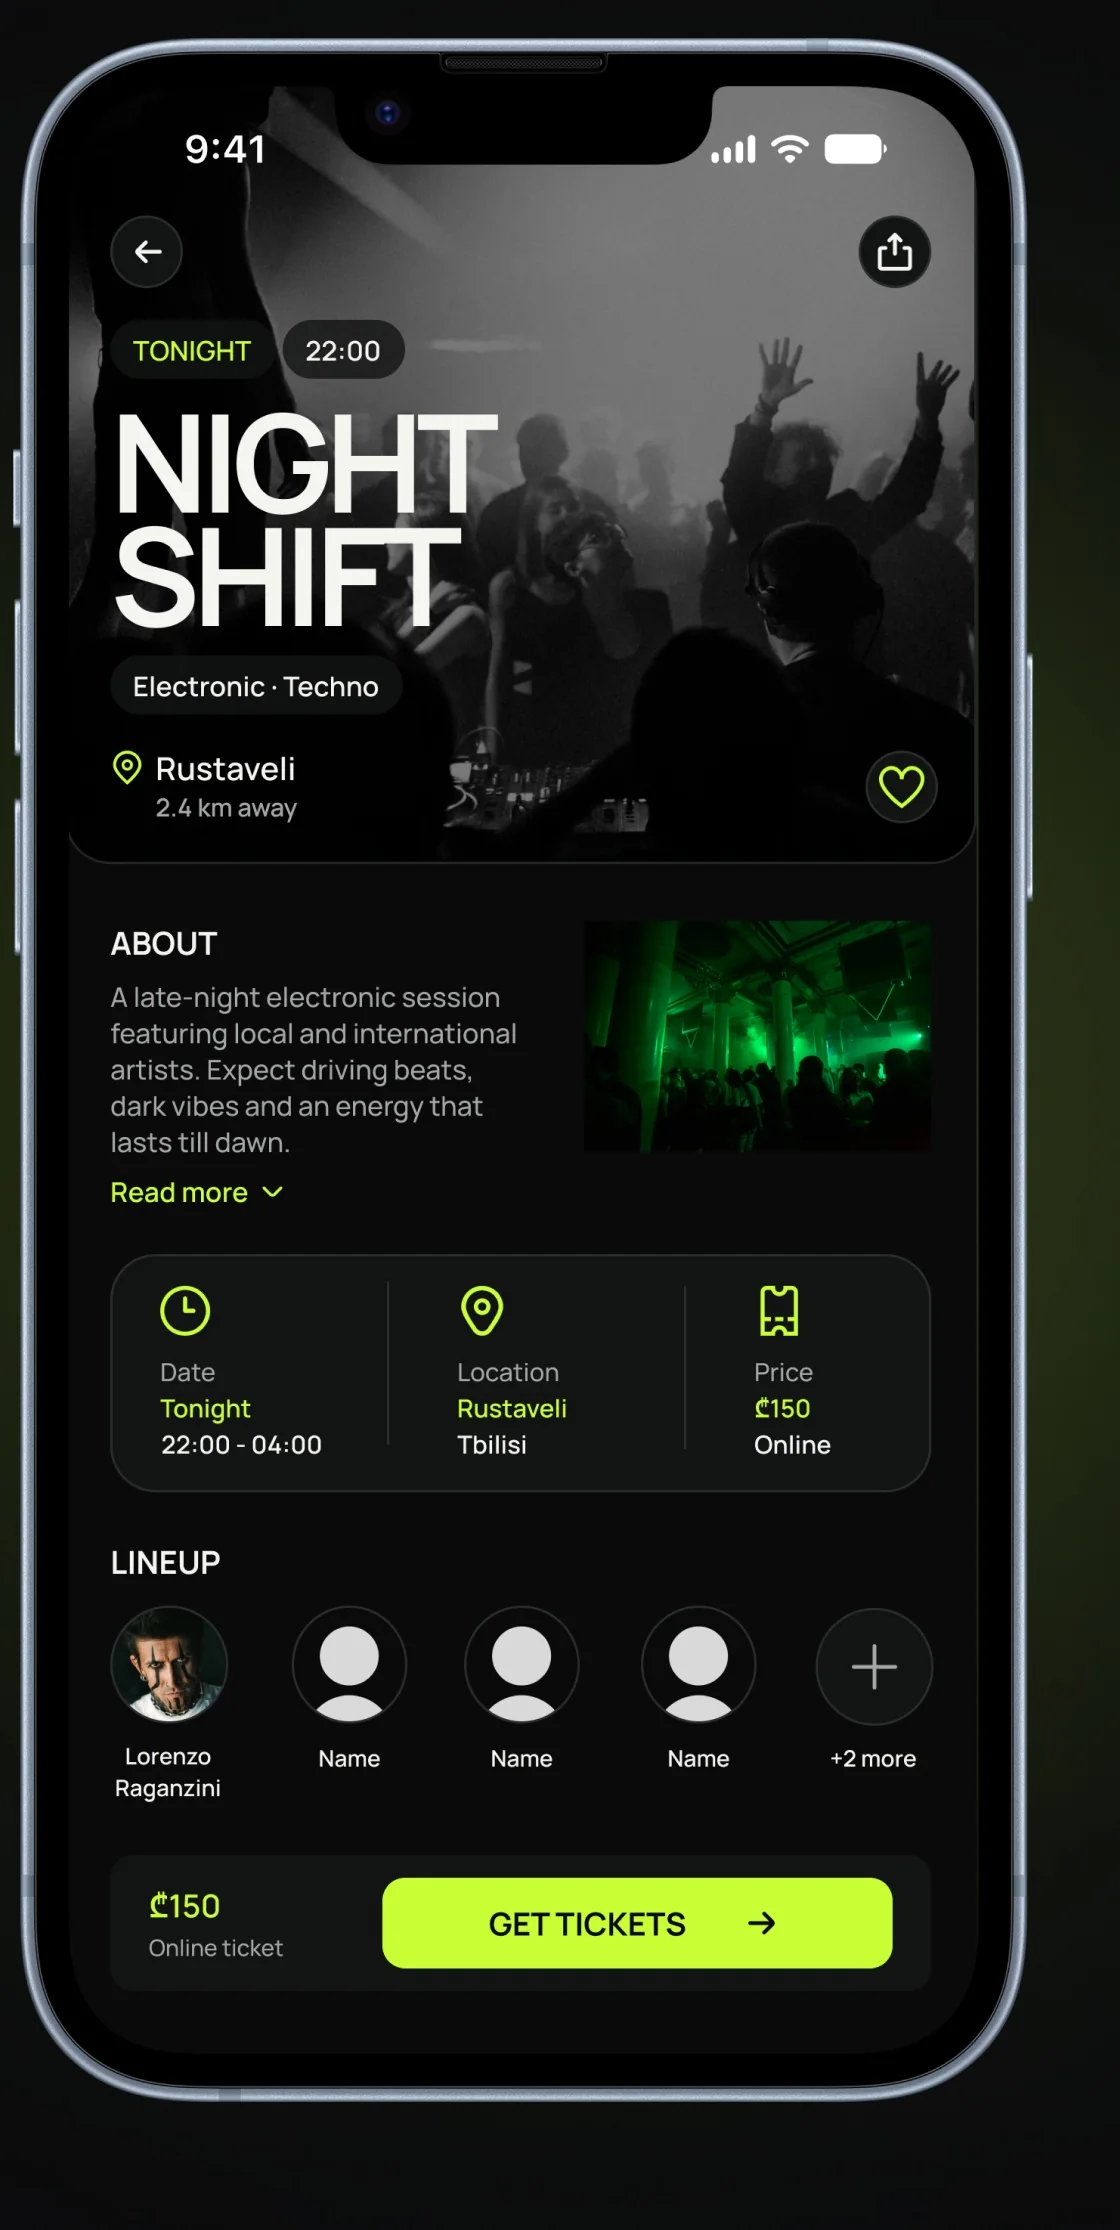 9:41
TONIGHT
22:00
NIGHT
SHIFT
Electronic · Techno
Rustaveli
2.4 km away
ABOUT
A late-night electronic session
featuring local and international
artists. Expect driving beats,
dark vibes and an energy that
lasts till dawn.
Read more
Date
Tonight
22:00 - 04:00
Location
Rustaveli
Tbilisi
Price
₾150
Online
LINEUP
Lorenzo
Raganzini
Name
Name
Name
+2 more
₾150
Online ticket
GET TICKETS